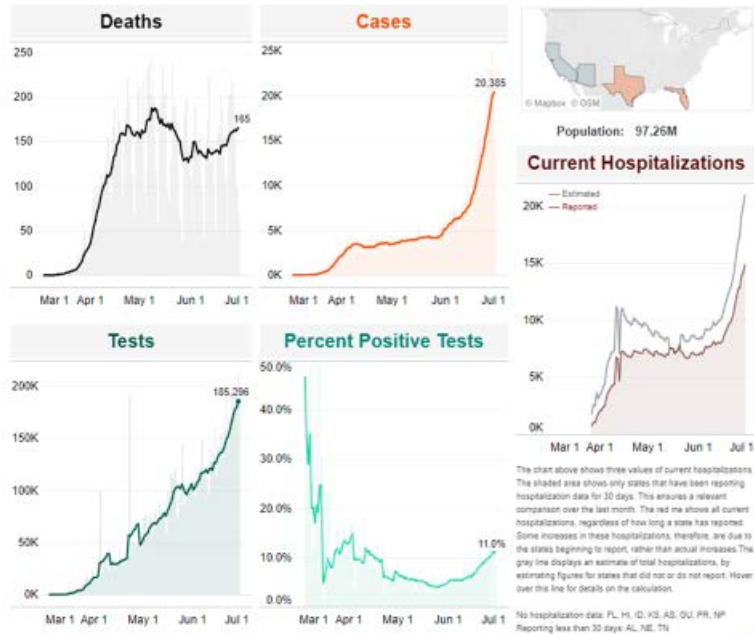 Deaths
250
200
150
100
50
0
165
Mar 1 Apr 1 May 1 Jun 1 Jul 1
Cases
25K
20K
15K
10K
5K
0K
20,385
Mar 1 Apr 1 May 1 Jun 1 Jul 1
© Mapbox © OSM
Population: 97.26M
Current Hospitalizations
Estimated
Reported
20K
15K
10K
5K
0K
Mar 1 Apr 1 May 1 Jun 1 Jul 1
Tests
200K
150K
100K
50K
0K
185,296
Mar 1 Apr 1 May 1 Jun 1 Jul 1
Percent Positive Tests
50.0%
40.0%
30.0%
20.0%
10.0%
0.0%
11.0%
Mar 1 Apr 1 May 1 Jun 1 Jul 1
The chart above shows three values of current hospitalizations.
The shaded area shows only states that have been reporting
hospitalization data for 30 days. This ensures a relevant
comparison over the last month. The red line shows all current
hospitalizations, regardless of how long a state has reported.
Some increases in these hospitalizations, therefore, are due to
the states beginning to report, rather than actual increases.The
gray line displays an estimate of total hospitalizations, by
estimating figures for states that did not or do not report. Hover
over this line for details on the calculation.
No hospitalization data: FL, HI, ID, KS, AS, GU, PR, NP
Reporting less than 30 days: AL, NE, TN